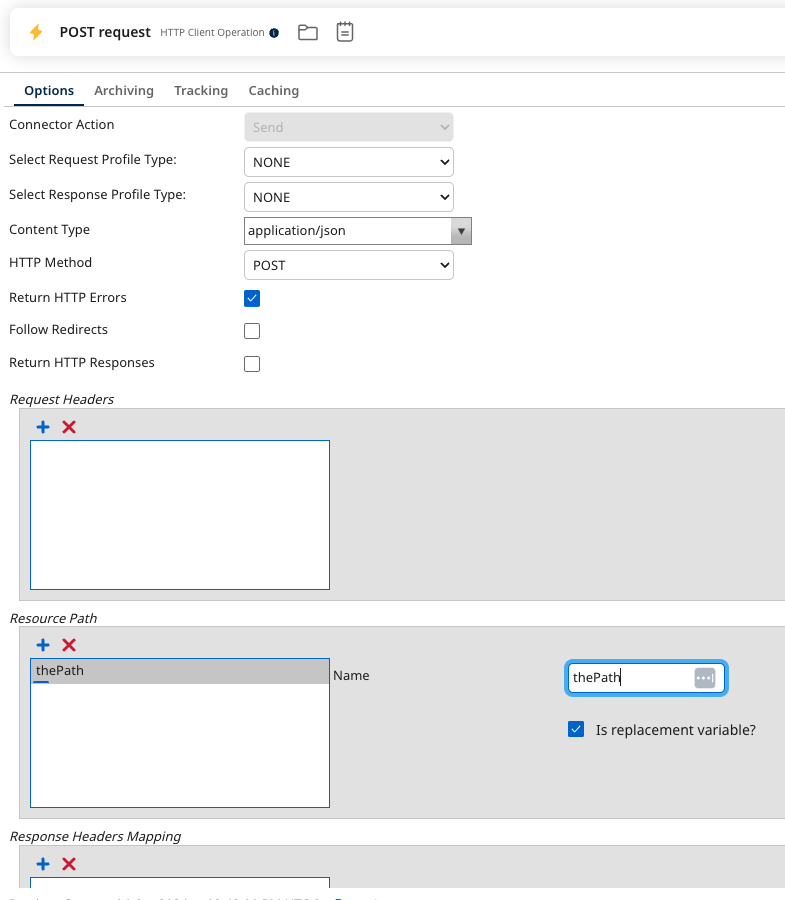 POST request HTTP Client Operation
Options Archiving Tracking Caching
Connector Action Send
Select Request Profile Type: NONE
Select Response Profile Type: NONE
Content Type application/json
HTTP Method POST
Return HTTP Errors
Follow Redirects
Return HTTP Responses
Request Headers
Resource Path
thePath
Name thePath
Is replacement variable?
Response Headers Mapping